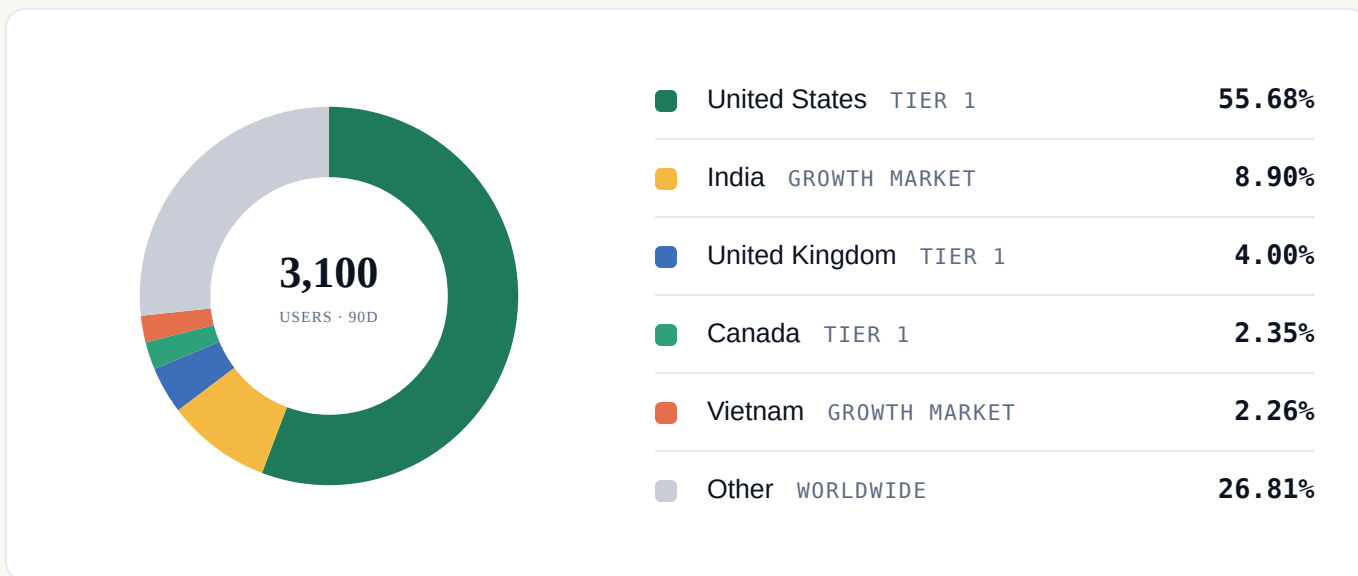 3,100
USERS · 90D
United States TIER 1 55.68%
India GROWTH MARKET 8.90%
United Kingdom TIER 1 4.00%
Canada TIER 1 2.35%
Vietnam GROWTH MARKET 2.26%
Other WORLDWIDE 26.81%